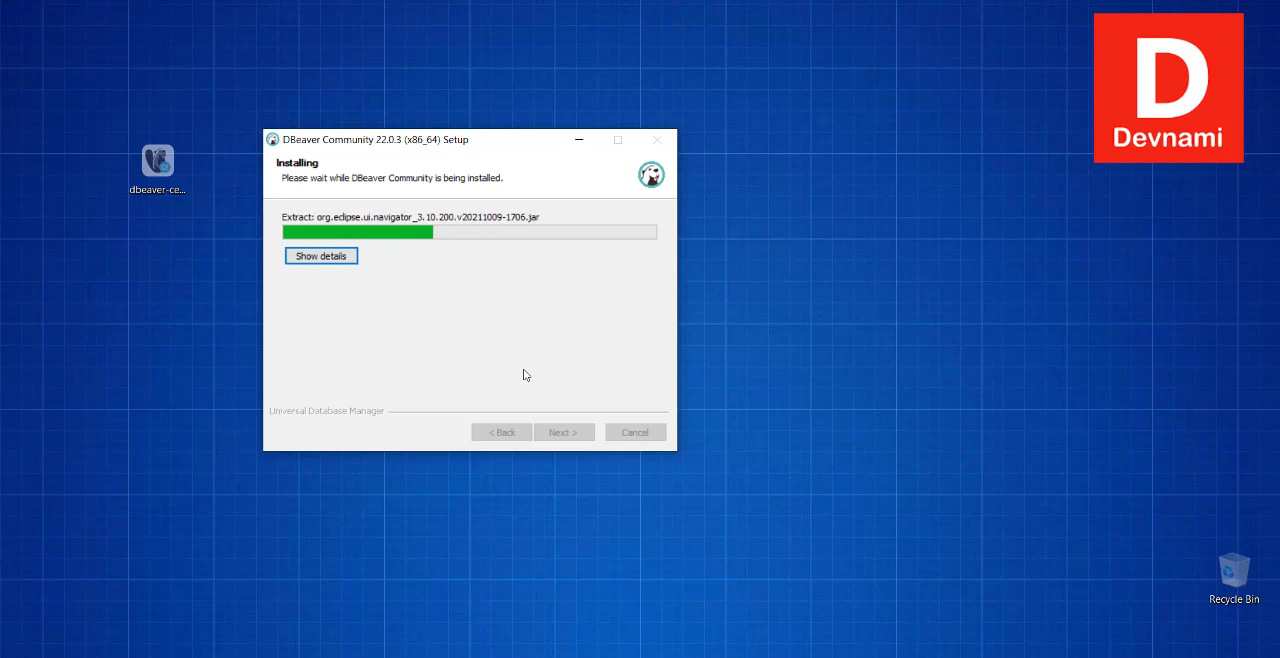 D
Devnami
dbeaver-ce...
DBeaver Community 22.0.3 (x86_64) Setup
Installing
Please wait while DBeaver Community is being installed.
Extract: org.eclipse.ui.navigator_3.10.200.v20211009-1706.jar
Show details
Universal Database Manager
< Back
Next >
Cancel
Recycle Bin